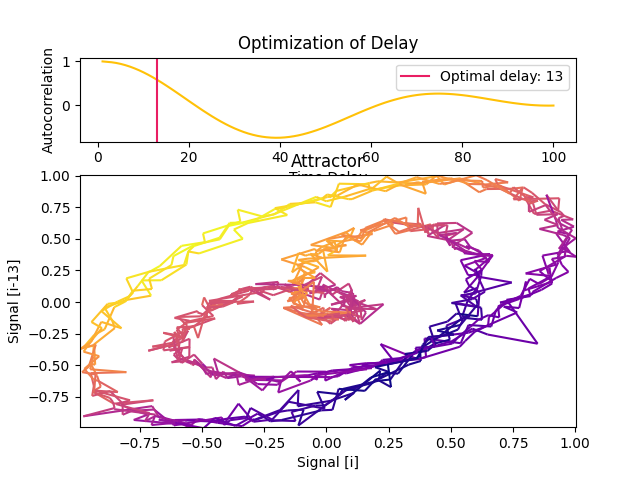 Optimization of Delay
Autocorrelation
1
0
Optimal delay: 13
0 20 40 60 80 100
Attractor
Signal [i-13]
1.00
0.75
0.50
0.25
0.00
−0.25
−0.50
−0.75
−0.75 −0.50 −0.25 0.00 0.25 0.50 0.75 1.00
Signal [i]